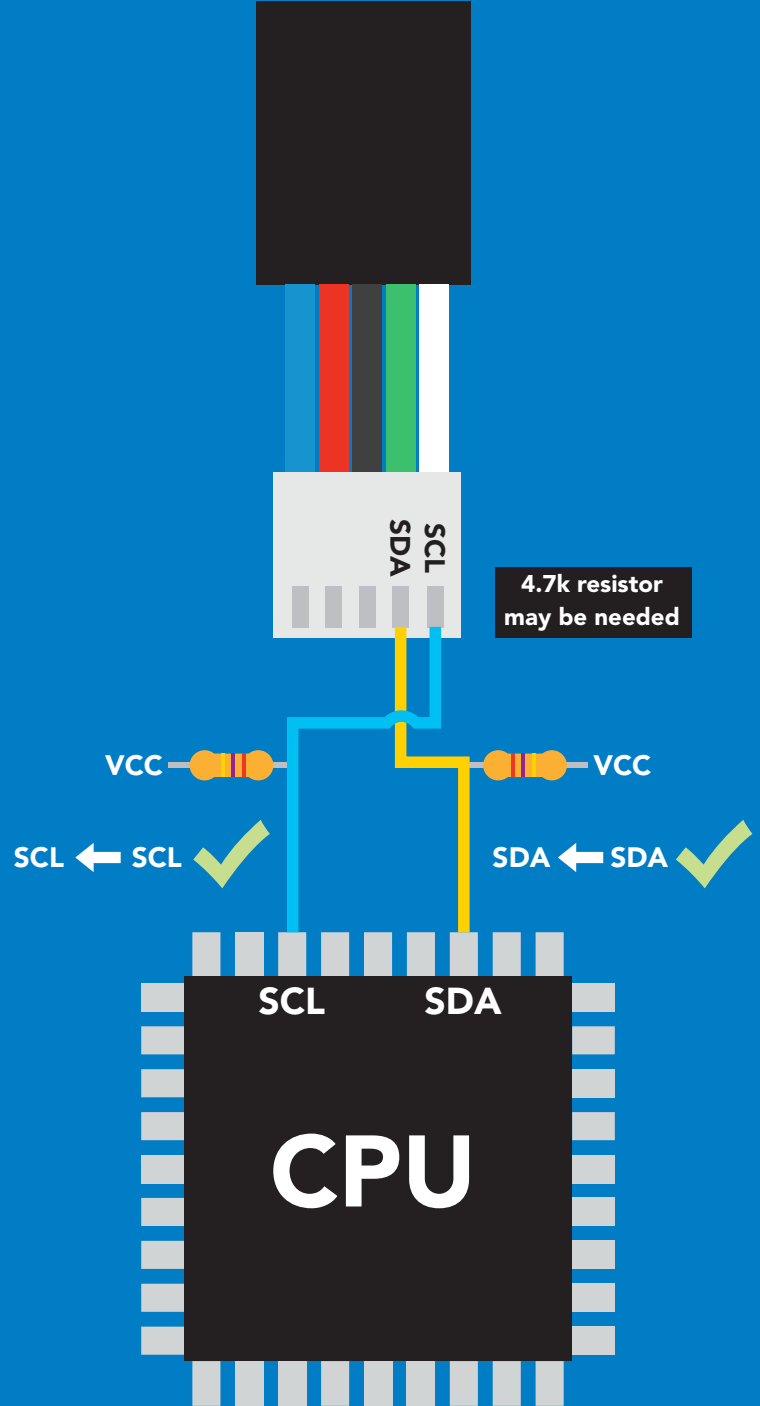 SDA
SCL
4.7k resistor
may be needed
VCC
VCC
SCL SCL
SDA SDA
SCL
SDA
CPU